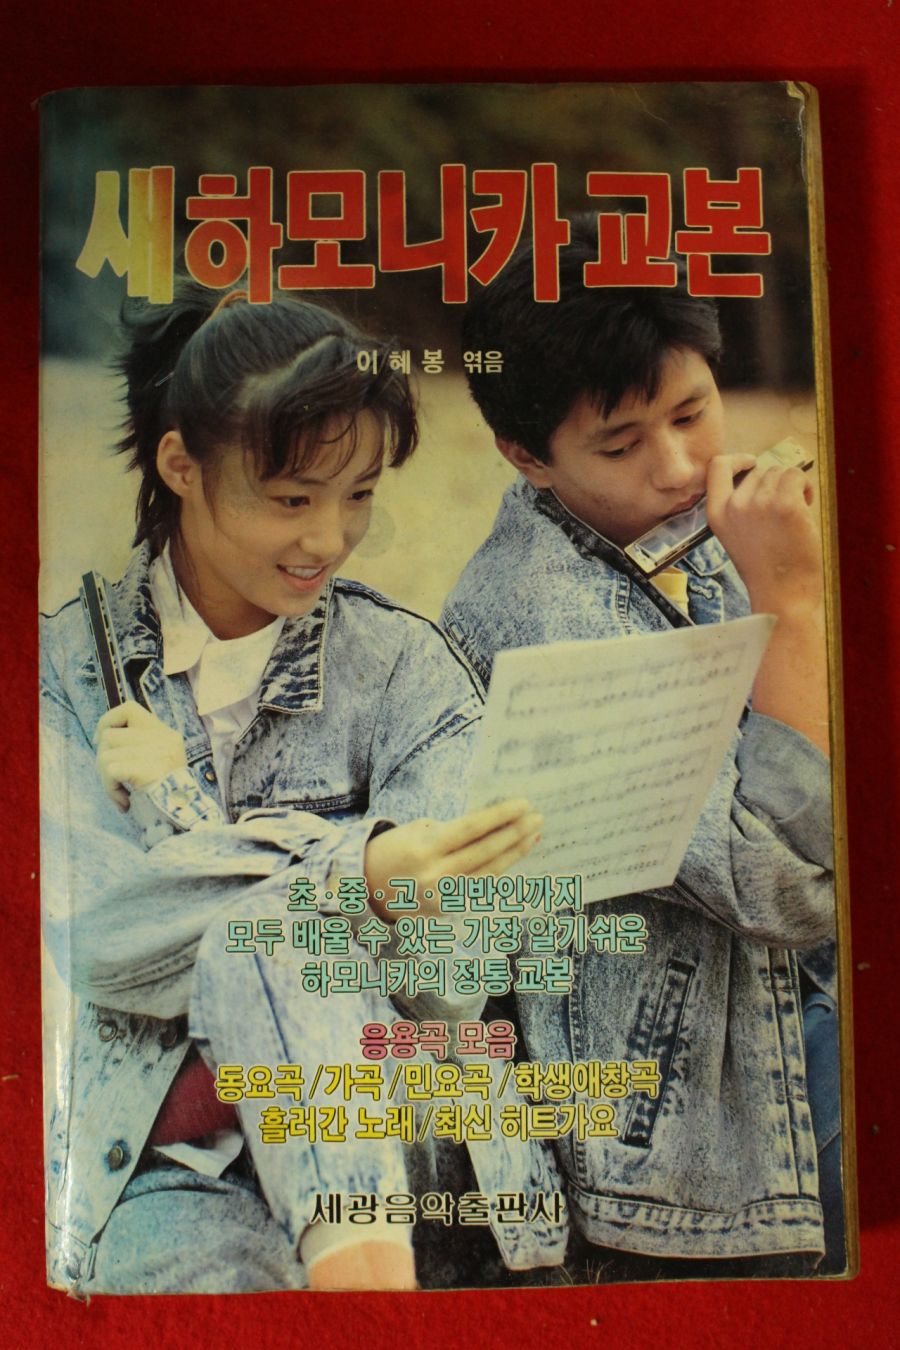 새 하모니카 교본
이혜봉 엮음
초·중·고·일반인까지
모두 배울 수 있는 가장 알기 쉬운
하모니카의 정통 교본
응용곡 모음
동요곡/가곡/민요곡/학생애창곡
흘러간 노래/최신 히트가요
세광음악출판사